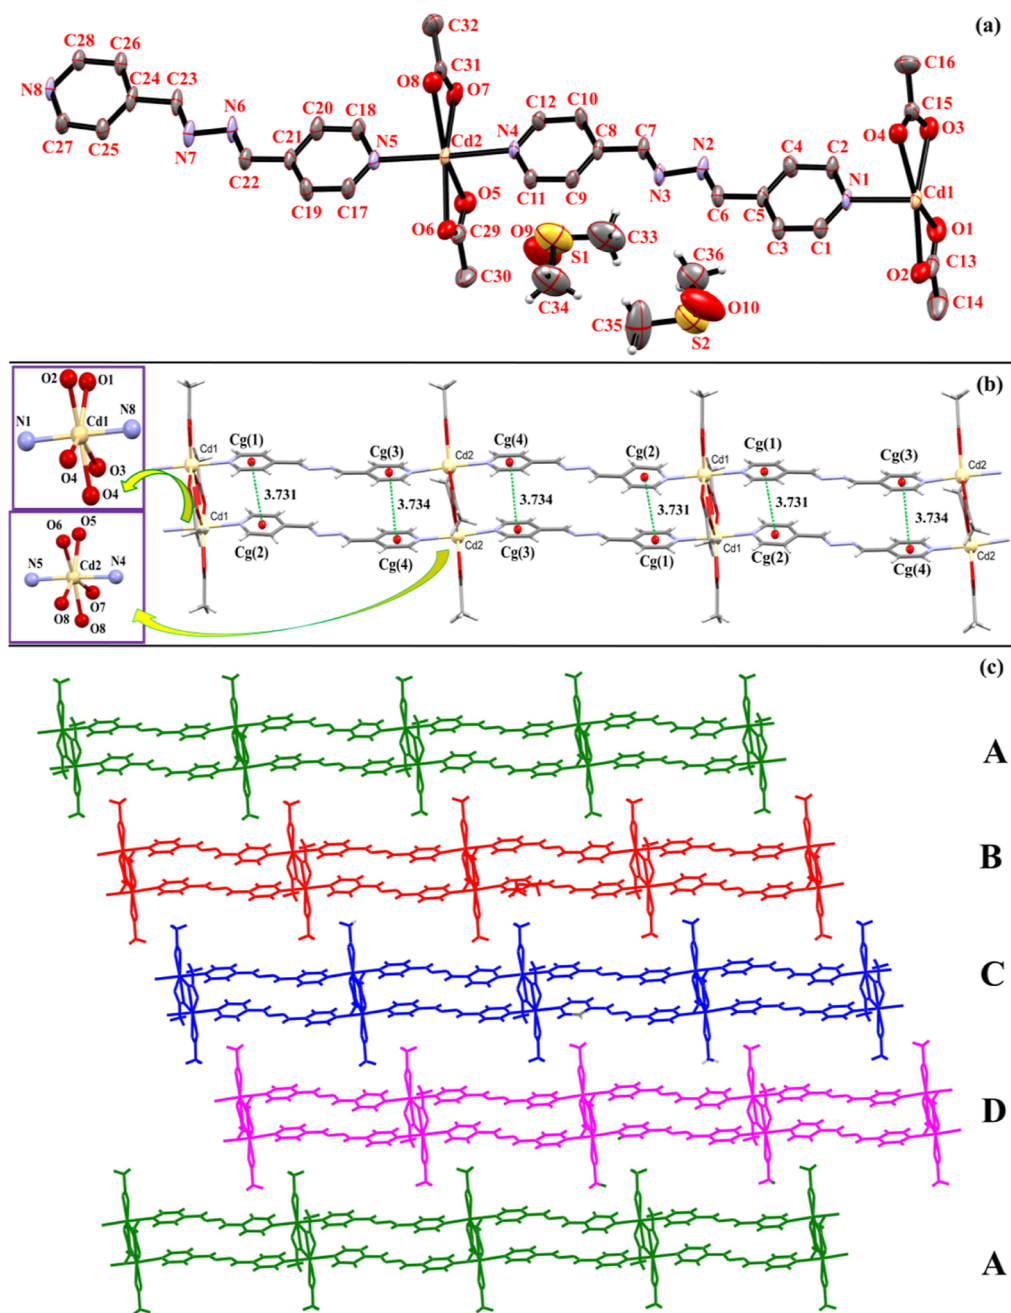 (a)
C32
C28
C26
C16
C31
C24
C23
O8
O7
N8
C20
C18
C12
C10
C15
N6
O4
O3
C21
N5
N4
C8
C7
C4
C2
N2
Cd2
N1
C27
C25
N7
C22
Cd1
C19
C17
O5
C11
C9
N3
C6
C5
O6
C29
O9
C33
C3
C1
O1
S1
C36
O2
C13
C30
C34
O10
C14
C35
S2
(b)
O2
O1
N1
Cd1
N8
O3
O4
O4
O5
O6
N5
Cd2
N4
O7
O8
O8
Cd1
Cg(1)
Cg(3)
Cd2
Cg(4)
Cg(2)
Cd1
Cg(1)
Cg(3)
Cd2
3.731
3.734
3.734
3.731
3.731
3.734
Cd1
Cg(2)
Cg(4)
Cd2
Cg(3)
Cg(1)
Cd1
Cg(2)
Cg(4)
Cd2
(c)
A
B
C
D
A